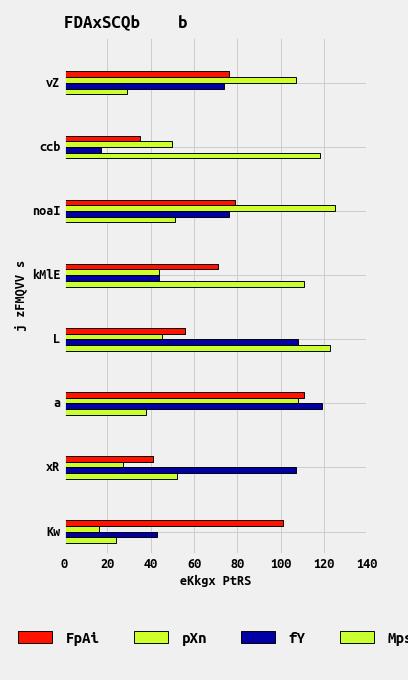 FDAxSCQb    b
vZ
ccb
noaI
kMlE
L
a
xR
Kw
j zFMQVV s
0 20 40 60 80 100 120 140
eKkgx PtRS
FpAi pXn fY Mps